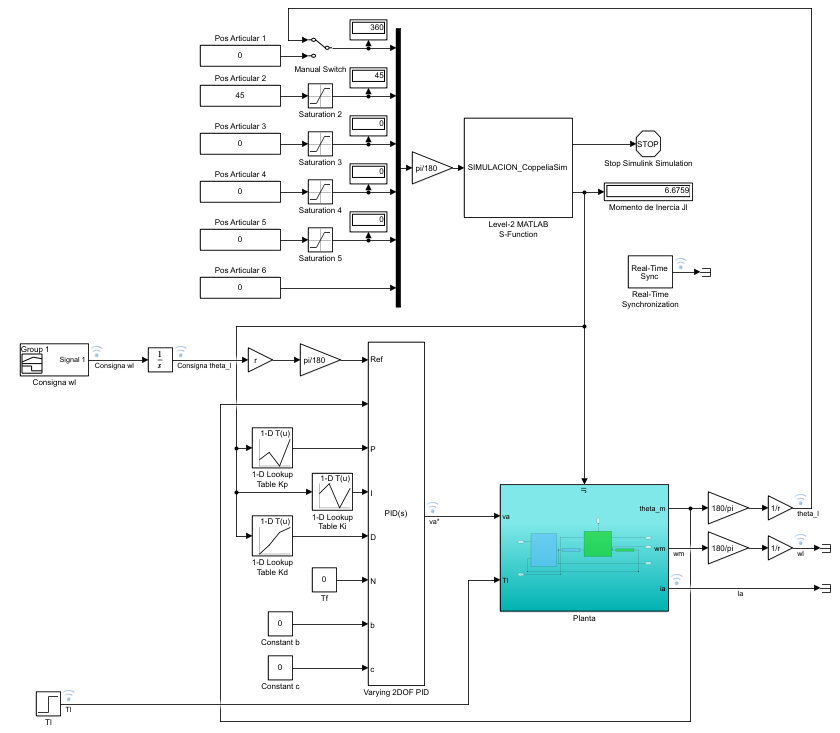 360
Pos Articular 1
0
Manual Switch
Pos Articular 2
45
45
Saturation 2
Pos Articular 3
0
0
Saturation 3
Pos Articular 4
0
0
Saturation 4
Pos Articular 5
0
0
Saturation 5
Pos Articular 6
0
pi/180
SIMULACION_CoppeliaSim
Level-2 MATLAB
S-Function
STOP
Stop Simulink Simulation
6.6759
Momento de Inercia Jl
Real-Time
Sync
Real-Time
Synchronization
Group 1
Signal 1
Consigna wl
Consigna wl
1
s
Consigna theta_l
r
pi/180
Ref
1-D T(u)
1-D Lookup
Table Kp
P
1-D T(u)
1-D Lookup
Table Ki
I
PID(s)
1-D T(u)
1-D Lookup
Table Kd
D
0
Tf
N
0
Constant b
b
0
Constant c
c
Varying 2DOF PID
va*
va
Tl
Jl
theta_m
wm
ia
Planta
180/pi
1/r
theta_l
wm
180/pi
1/r
wl
Ia
Tl
Tl